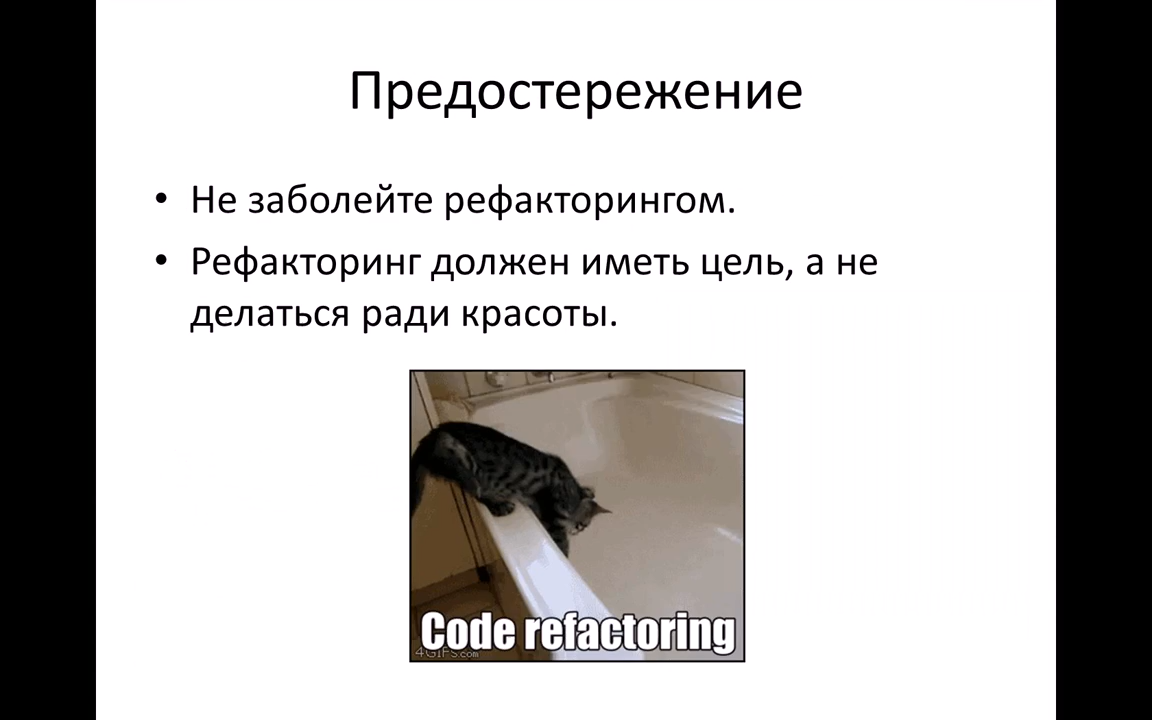 Предостережение
• Не заболейте рефакторингом.
• Рефакторинг должен иметь цель, а не
делаться ради красоты.
Code refactoring
4GIFS.com